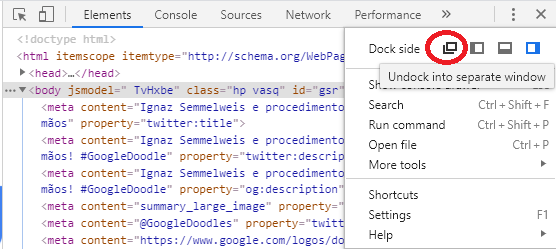 Elements Console Sources Network Performance »
<!doctype html>
<html itemscope itemtype="http://schema.org/WebPag
<head>…</head>
<body jsmodel=" TvHxbe" class="hp vasq" id="gsr"
<meta content="Ignaz Semmelweis e procedimento
mãos" property="twitter:title">
<meta content="Ignaz Semmelweis e procedimento
mãos! #GoogleDoodle" property="twitter:descrip
<meta content="Ignaz Semmelweis e procedimento
mãos! #GoogleDoodle" property="og:description"
<meta content="summary_large_image" property="
<meta content="@GoogleDoodles" property="twitt
<meta content="https://www.google.com/logos/do
Dock side
Undock into separate window
Search Ctrl + Shift + F
Run command Ctrl + Shift + P
Open file Ctrl + P
More tools
Shortcuts
Settings F1
Help